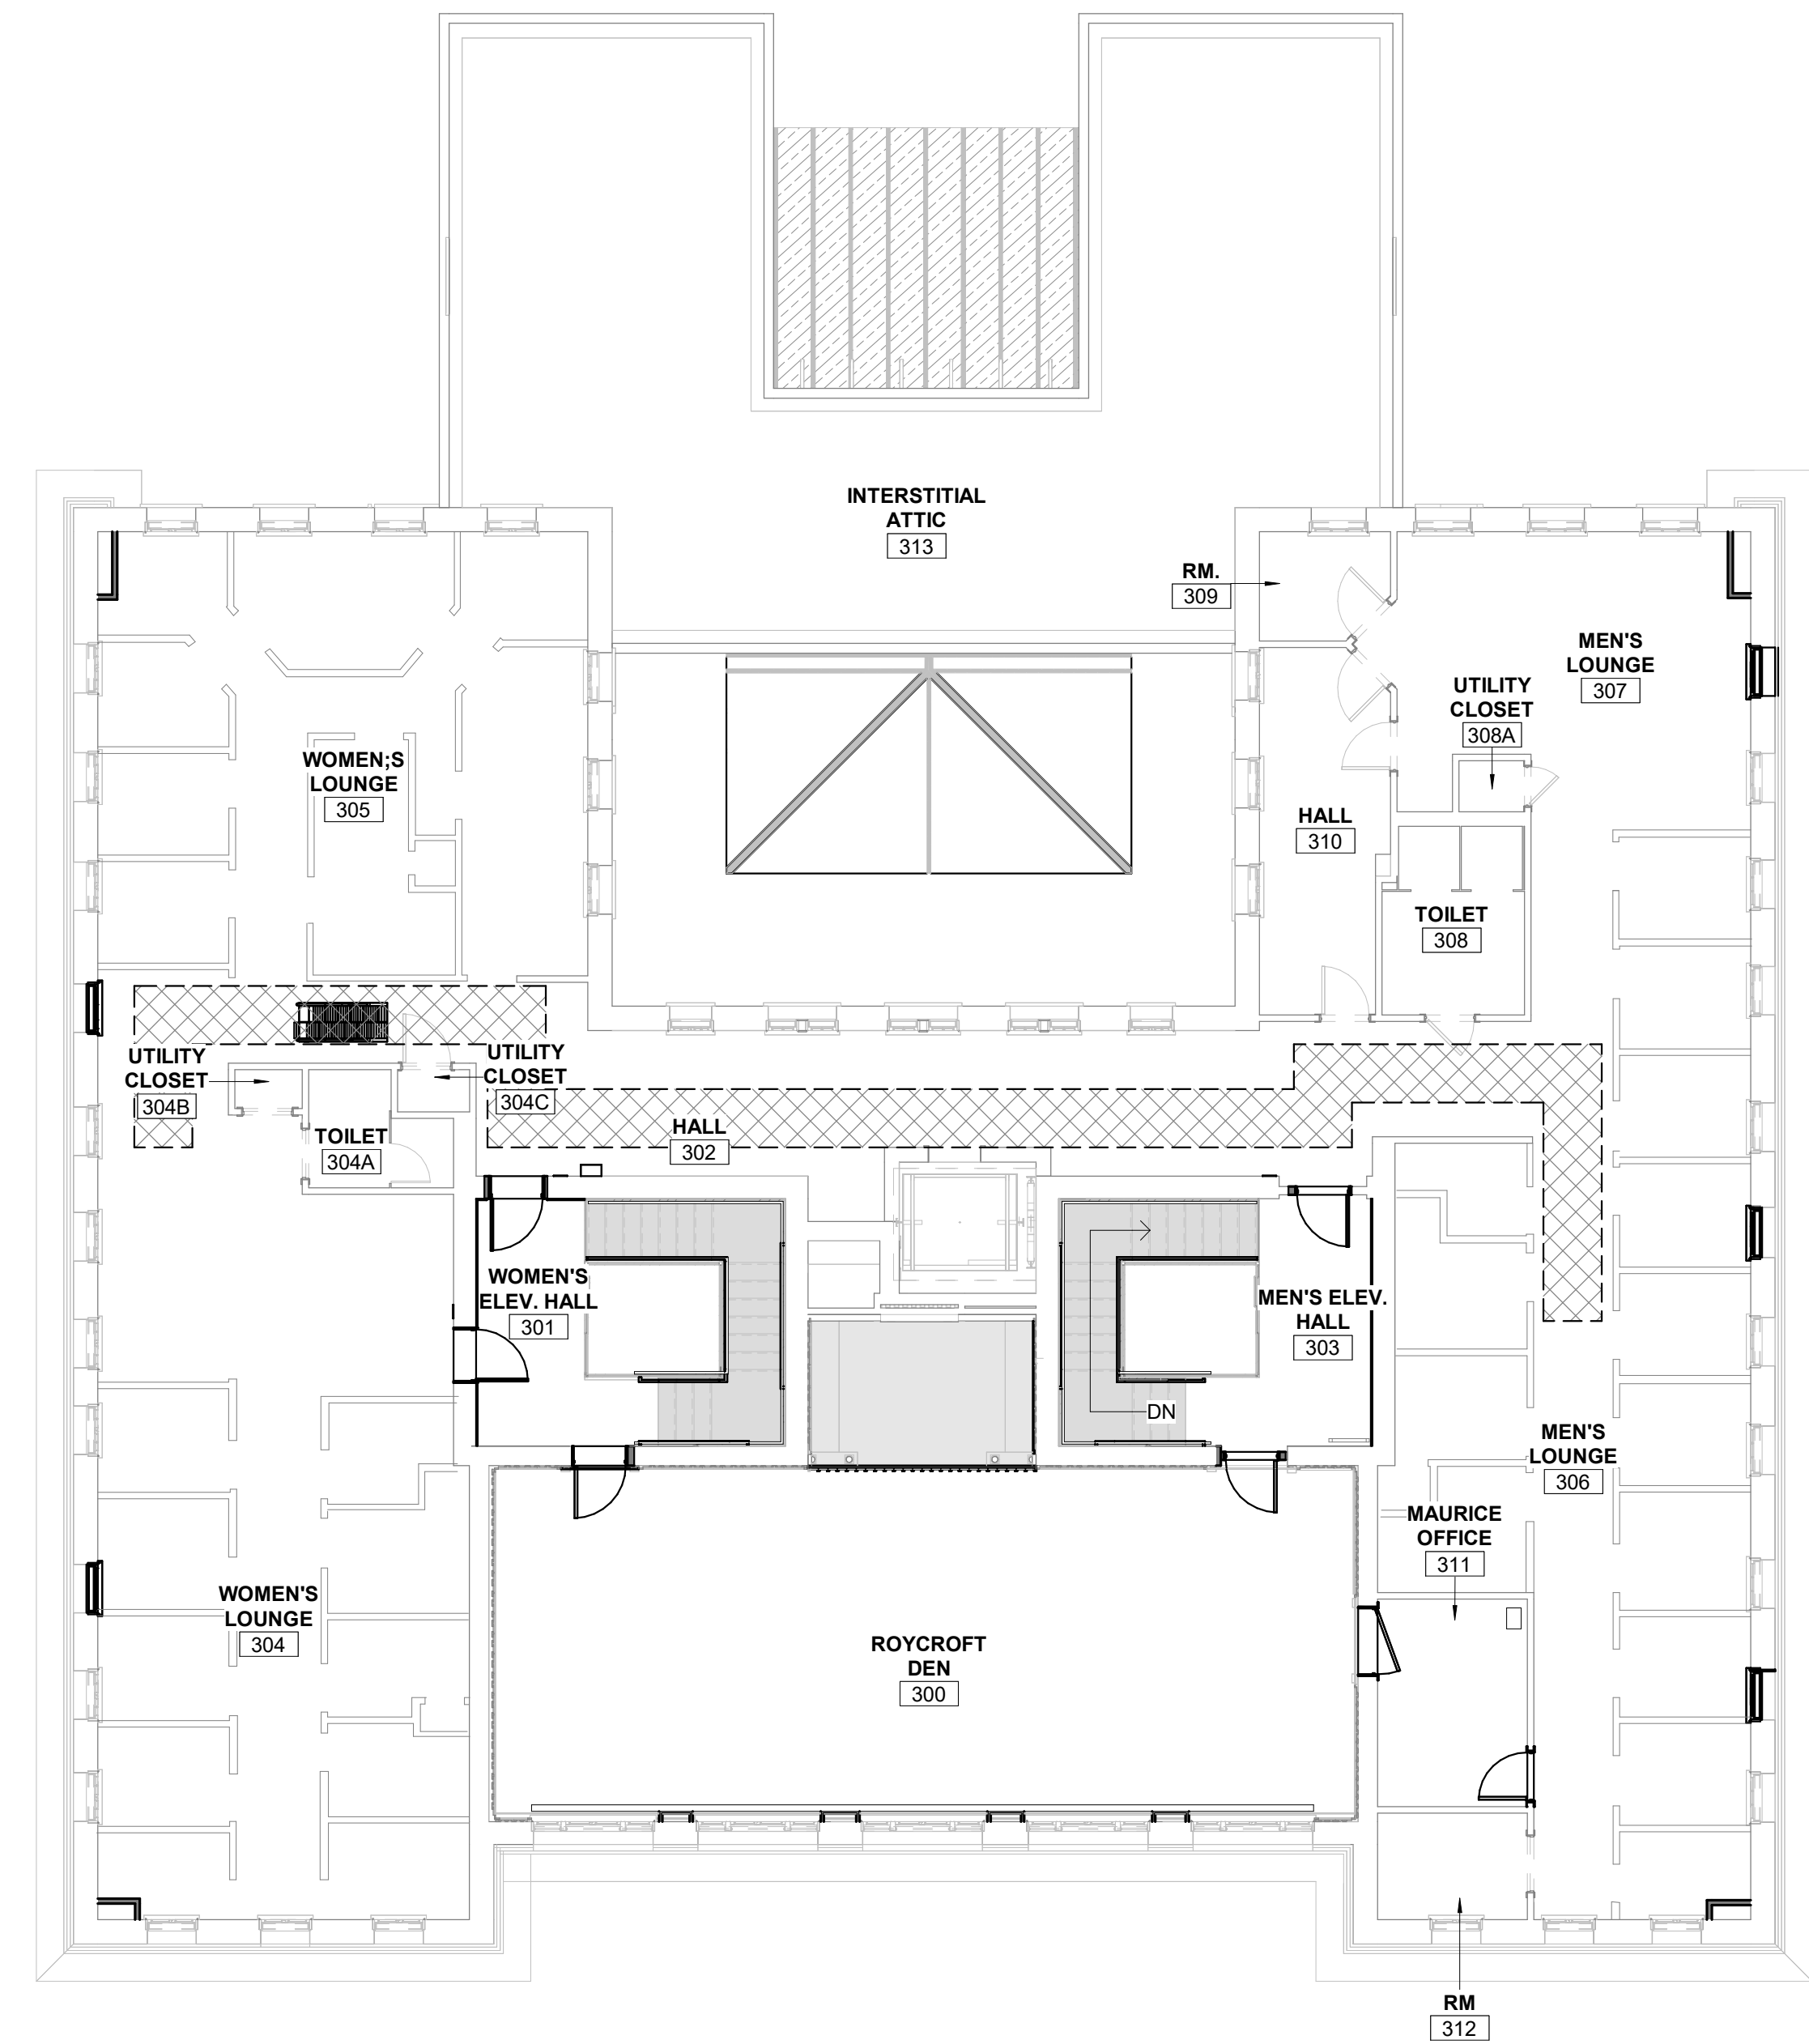 INTERSTITIAL
ATTIC
313
RM.
309
MEN'S
LOUNGE
307
UTILITY
CLOSET
308A
WOMEN;S
LOUNGE
305
HALL
310
TOILET
308
UTILITY
CLOSET
304B
UTILITY
CLOSET
304C
TOILET
304A
HALL
302
WOMEN'S
ELEV. HALL
301
MEN'S ELEV.
HALL
303
DN
MEN'S
LOUNGE
306
MAURICE
OFFICE
311
WOMEN'S
LOUNGE
304
ROYCROFT
DEN
300
RM
312